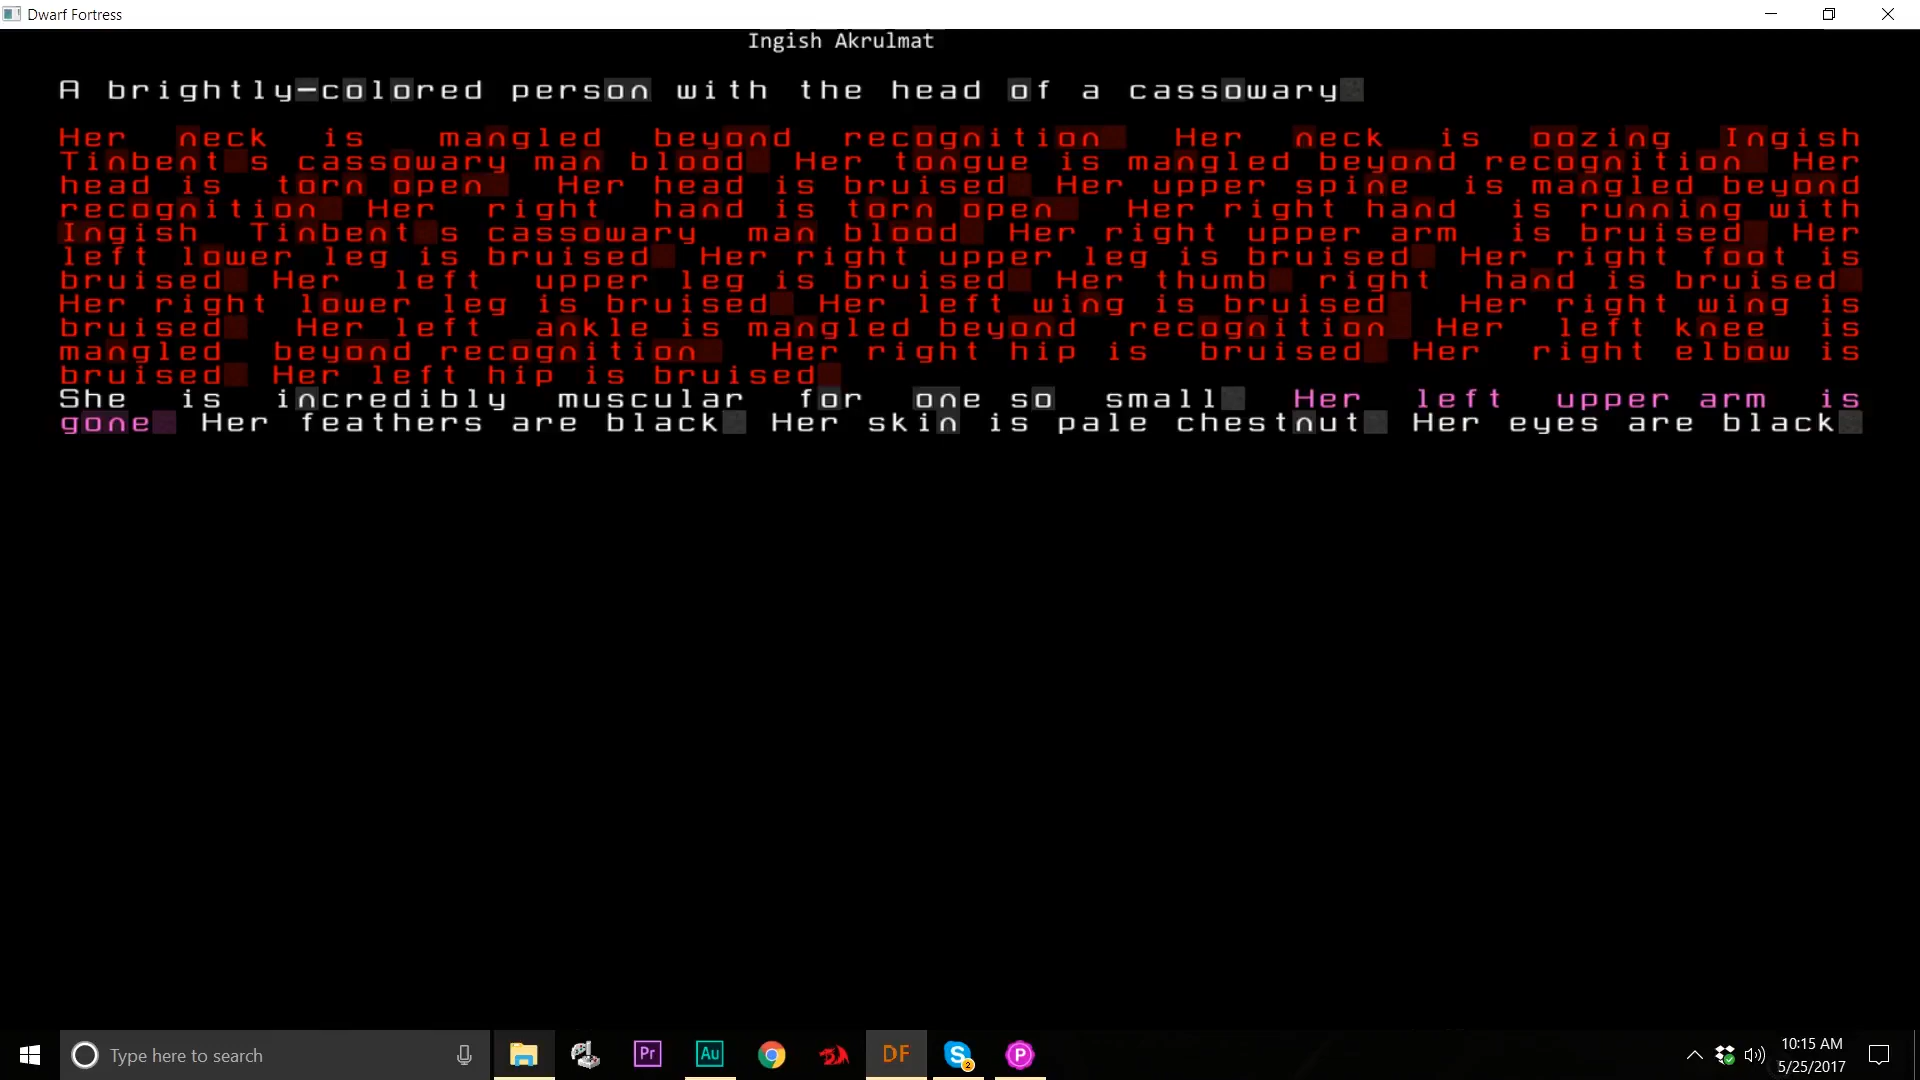 Dwarf Fortress
Ingish Akrulmat
A brightly-colored person with the head of a cassowary
Her neck is mangled beyond recognition Her neck is oozing Ingish
Tinbent s cassowary man blood Her tongue is mangled beyond recognition Her
head is torn open Her head is bruised Her upper spine is mangled beyond
recognition Her right hand is torn open Her right hand is running with
Ingish Tinbent s cassowary man blood Her right upper arm is bruised Her
left lower leg is bruised Her right upper leg is bruised Her right foot is
bruised Her left upper leg is bruised Her thumb right hand is bruised
Her right lower leg is bruised Her left wing is bruised Her right wing is
bruised Her left ankle is mangled beyond recognition Her left knee is
mangled beyond recognition Her right hip is bruised Her right elbow is
bruised Her left hip is bruised
She is incredibly muscular for one so small Her left upper arm is
gone Her feathers are black Her skin is pale chestnut Her eyes are black
Type here to search
Pr
Au
DF
S
2
P
10:15 AM
5/25/2017